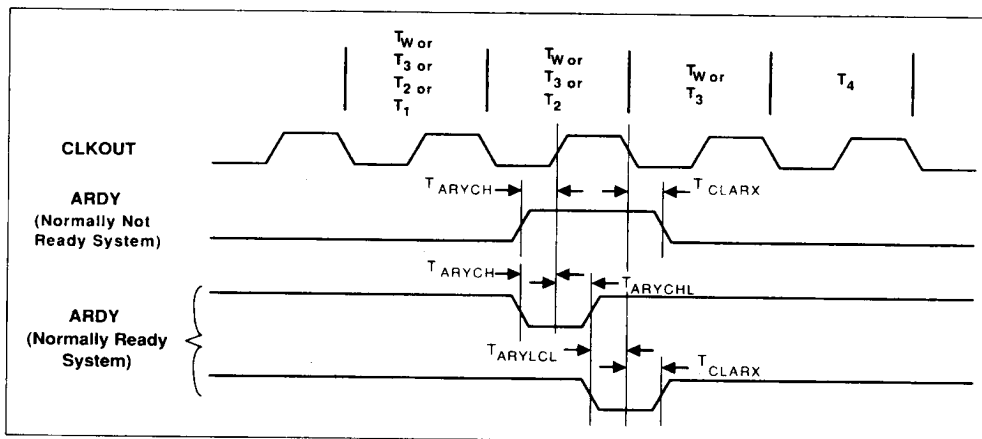 TW or
T3 or
T2 or
T1
TW or
T3 or
T2
TW or
T3
T4
CLKOUT
TARYCH
TCLARX
ARDY
(Normally Not
Ready System)
TARYCH
TARYCHL
ARDY
(Normally Ready
System)
TARYLCL
TCLARX